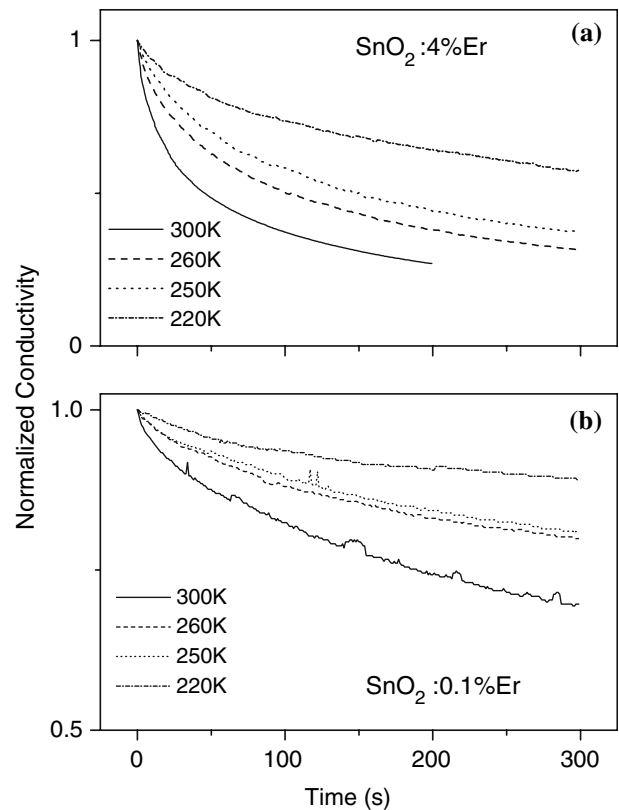 1
(a)
SnO2 :4%Er
300K
260K
250K
220K
0
Normalized Conductivity
1.0
(b)
300K
260K
250K
220K
SnO2 :0.1%Er
0.5
0
100
200
300
Time (s)